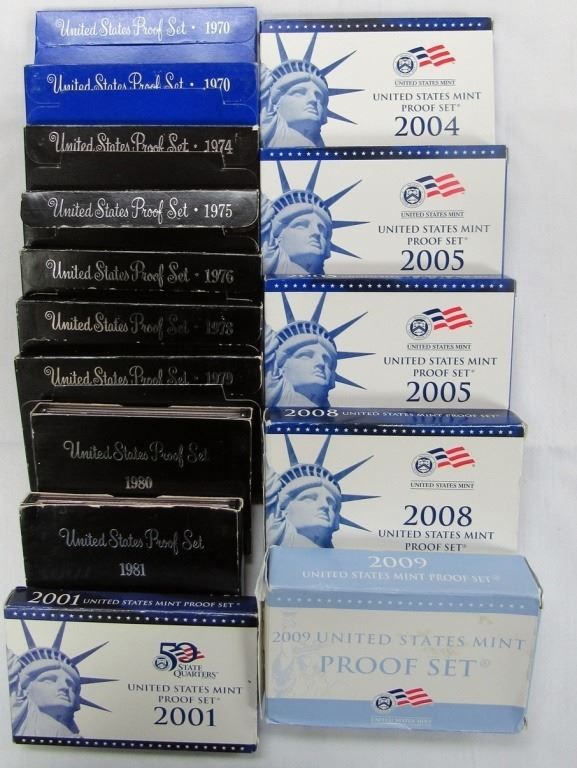 United States Proof Set · 1970
United States Proof Set · 1970
United States Proof Set · 1974
United States Proof Set · 1975
United States Proof Set · 1976
United States Proof Set · 1978
United States Proof Set · 1979
United States Proof Set
1980
United States Proof Set
1981
2001 UNITED STATES MINT PROOF SET®
50
STATE
QUARTERS™
UNITED STATES MINT
PROOF SET®
2001
UNITED STATES MINT
UNITED STATES MINT
PROOF SET®
2004
UNITED STATES MINT
UNITED STATES MINT
PROOF SET®
2005
UNITED STATES MINT
UNITED STATES MINT
PROOF SET®
2005
2008 UNITED STATES MINT PROOF SET®
UNITED STATES MINT
2008
UNITED STATES MINT
PROOF SET®
2009
UNITED STATES MINT PROOF SET®
2009 UNITED STATES MINT
PROOF SET®
UNITED STATES MINT